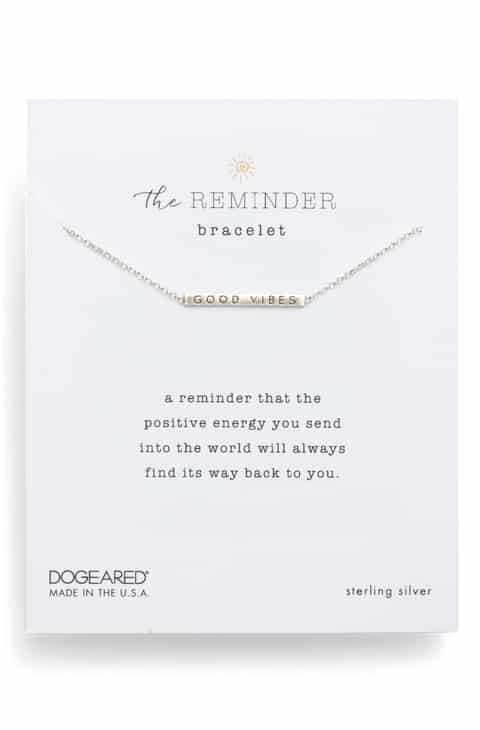 the REMINDER
bracelet
GOOD VIBES
a reminder that the
positive energy you send
into the world will always
find its way back to you.
DOGEARED®
MADE IN THE U.S.A.
sterling silver